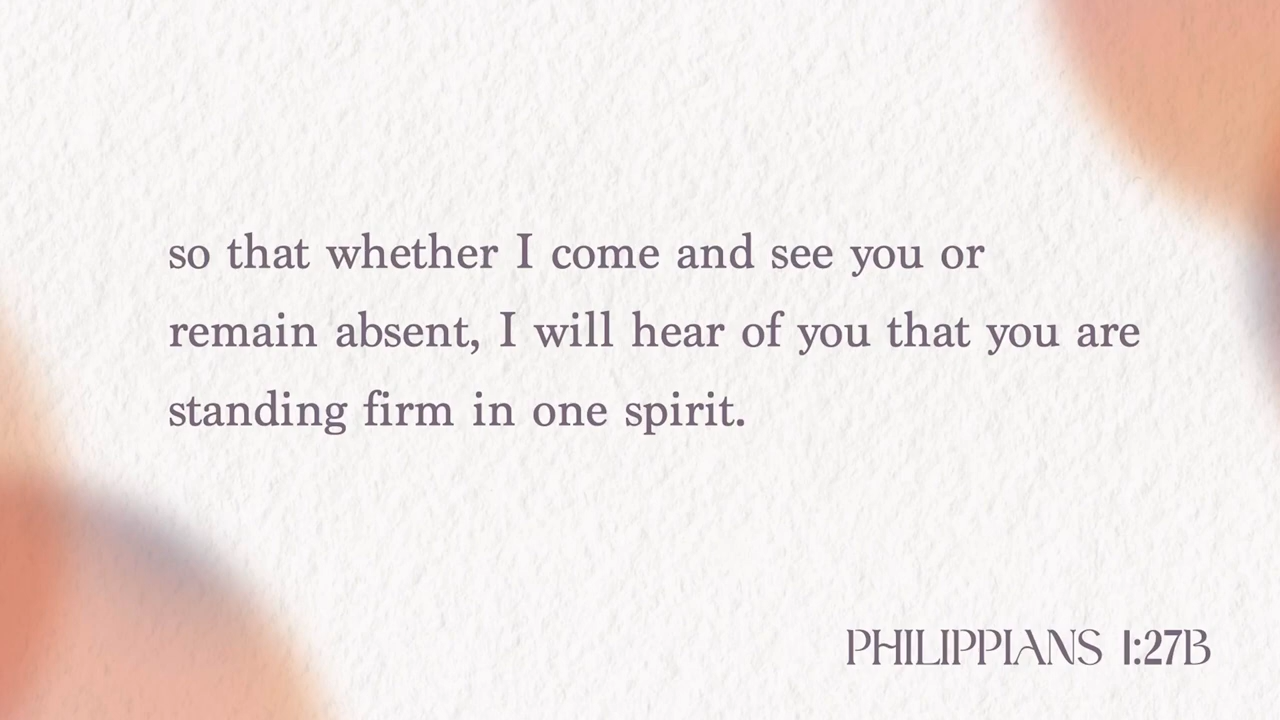 so that whether I come and see you or
remain absent, I will hear of you that you are
standing firm in one spirit.
PHILIPPIANS 1:27B